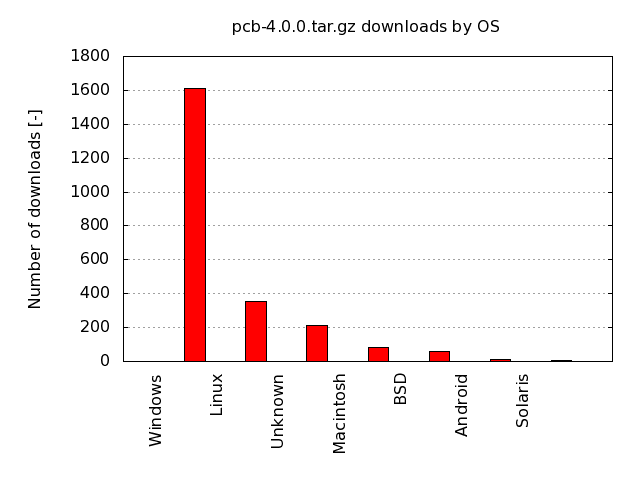 pcb-4.0.0.tar.gz downloads by OS
Number of downloads [-]
1800
1600
1400
1200
1000
800
600
400
200
0
Windows
Linux
Unknown
Macintosh
BSD
Android
Solaris